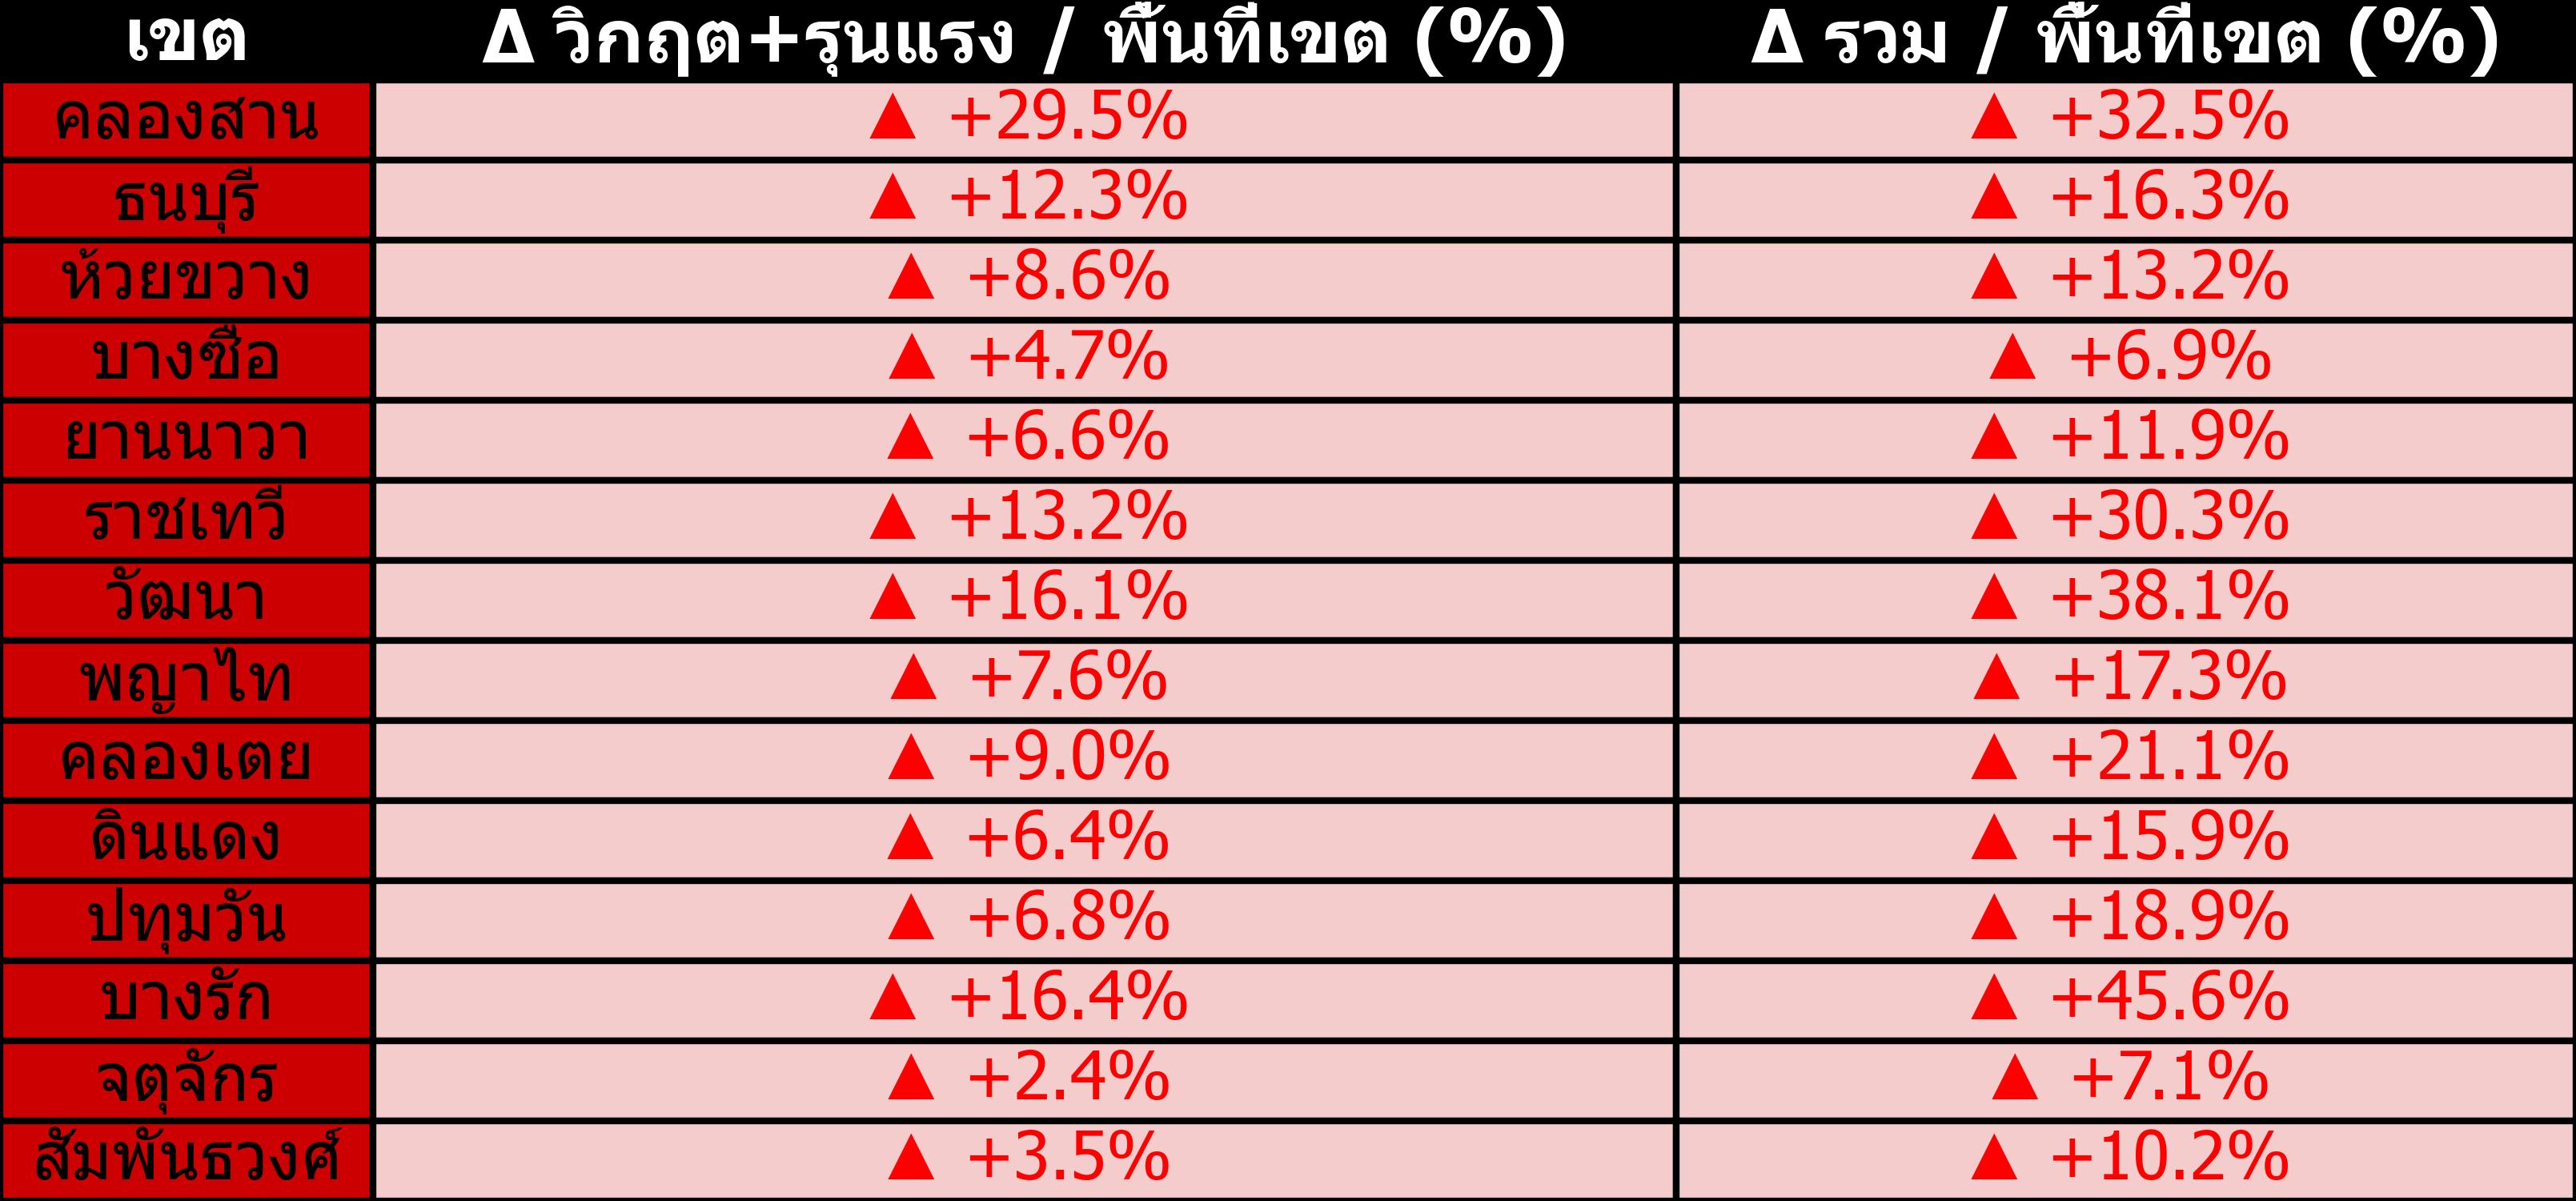 เขต Δ วิกฤต+รุนแรง / พื้นที่เขต (%) Δ รวม / พื้นที่เขต (%)
คลองสาน ▲ +29.5% ▲ +32.5%
ธนบุรี ▲ +12.3% ▲ +16.3%
ห้วยขวาง ▲ +8.6% ▲ +13.2%
บางซื่อ ▲ +4.7% ▲ +6.9%
ยานนาวา ▲ +6.6% ▲ +11.9%
ราชเทวี ▲ +13.2% ▲ +30.3%
วัฒนา ▲ +16.1% ▲ +38.1%
พญาไท ▲ +7.6% ▲ +17.3%
คลองเตย ▲ +9.0% ▲ +21.1%
ดินแดง ▲ +6.4% ▲ +15.9%
ปทุมวัน ▲ +6.8% ▲ +18.9%
บางรัก ▲ +16.4% ▲ +45.6%
จตุจักร ▲ +2.4% ▲ +7.1%
สัมพันธวงศ์ ▲ +3.5% ▲ +10.2%